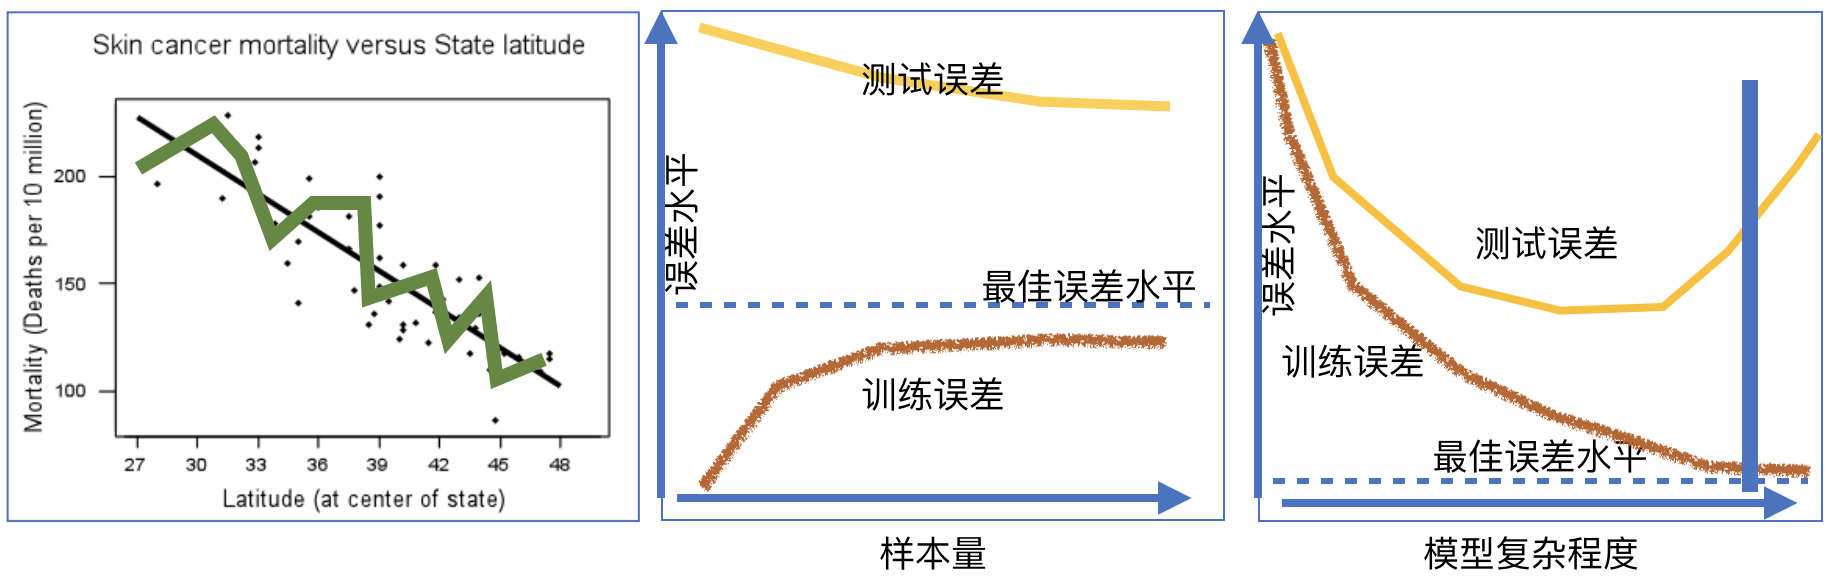 Skin cancer mortality versus State latitude
Mortality (Deaths per 10 million)
200
150
100
27 30 33 36 39 42 45 48
Latitude (at center of state)
测试误差
误差水平
最佳误差水平
训练误差
样本量
误差水平
测试误差
训练误差
最佳误差水平
模型复杂程度